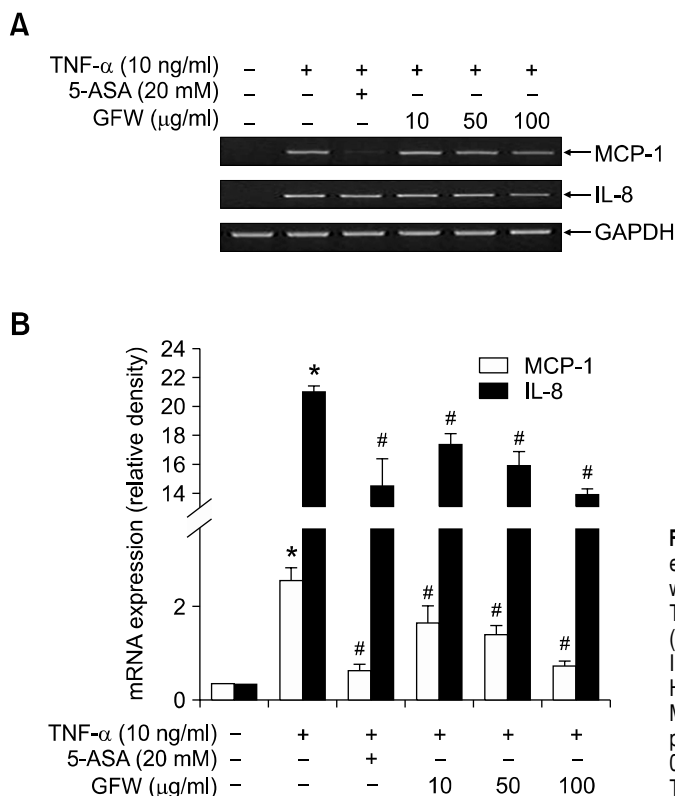 A
TNF-α (10 ng/ml) – + + + + +
5-ASA (20 mM) – – + – – –
GFW (μg/ml) – – – 10 50 100
MCP-1
IL-8
GAPDH
B
mRNA expression (relative density)
24
22
20
18
16
14
2
0
MCP-1
IL-8
* * # # # # # # # #
TNF-α (10 ng/ml) – + + + + +
5-ASA (20 mM) – – + – – –
GFW (μg/ml) – – – 10 50 100
F
e
w
T
(
I
H
M
p
T